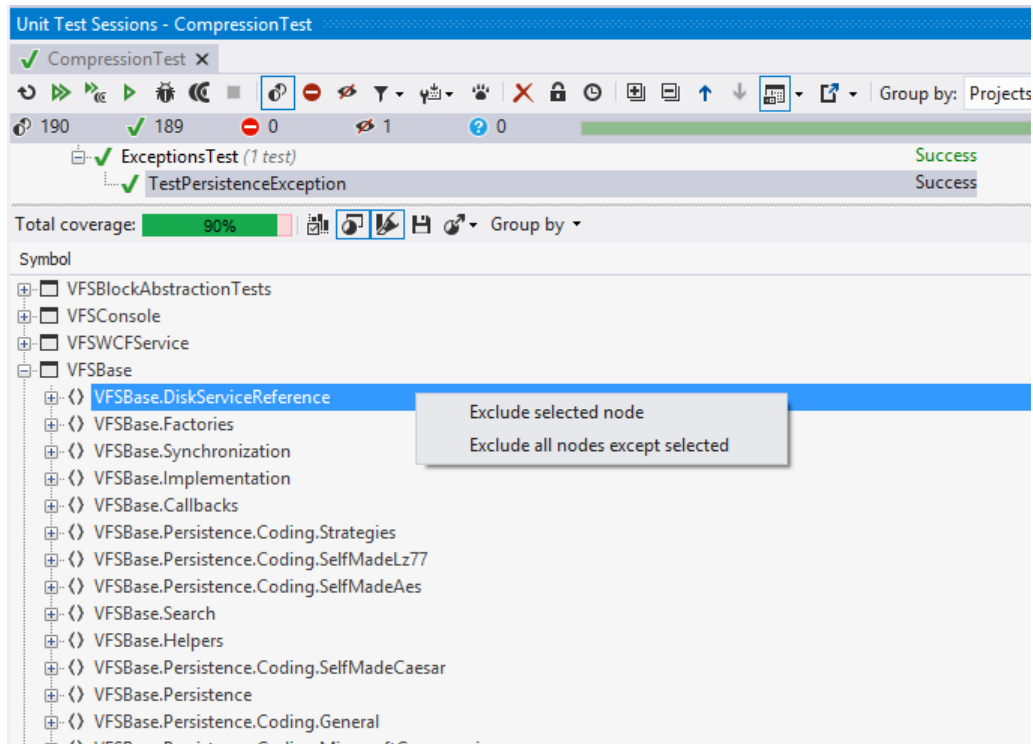 Unit Test Sessions - CompressionTest
CompressionTest
Group by: Projects
190 189 0 1 0
ExceptionsTest (1 test) Success
TestPersistenceException Success
Total coverage: 90% Group by
Symbol
VFSBlockAbstractionTests
VFSConsole
VFSWCFService
VFSBase
VFSBase.DiskServiceReference
Exclude selected node
VFSBase.Factories
Exclude all nodes except selected
VFSBase.Synchronization
VFSBase.Implementation
VFSBase.Callbacks
VFSBase.Persistence.Coding.Strategies
VFSBase.Persistence.Coding.SelfMadeLz77
VFSBase.Persistence.Coding.SelfMadeAes
VFSBase.Search
VFSBase.Helpers
VFSBase.Persistence.Coding.SelfMadeCaesar
VFSBase.Persistence
VFSBase.Persistence.Coding.General